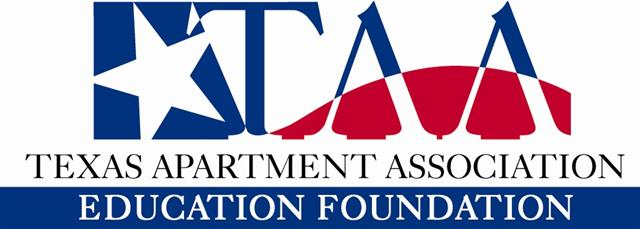 TAA
TEXAS APARTMENT ASSOCIATION
EDUCATION FOUNDATION